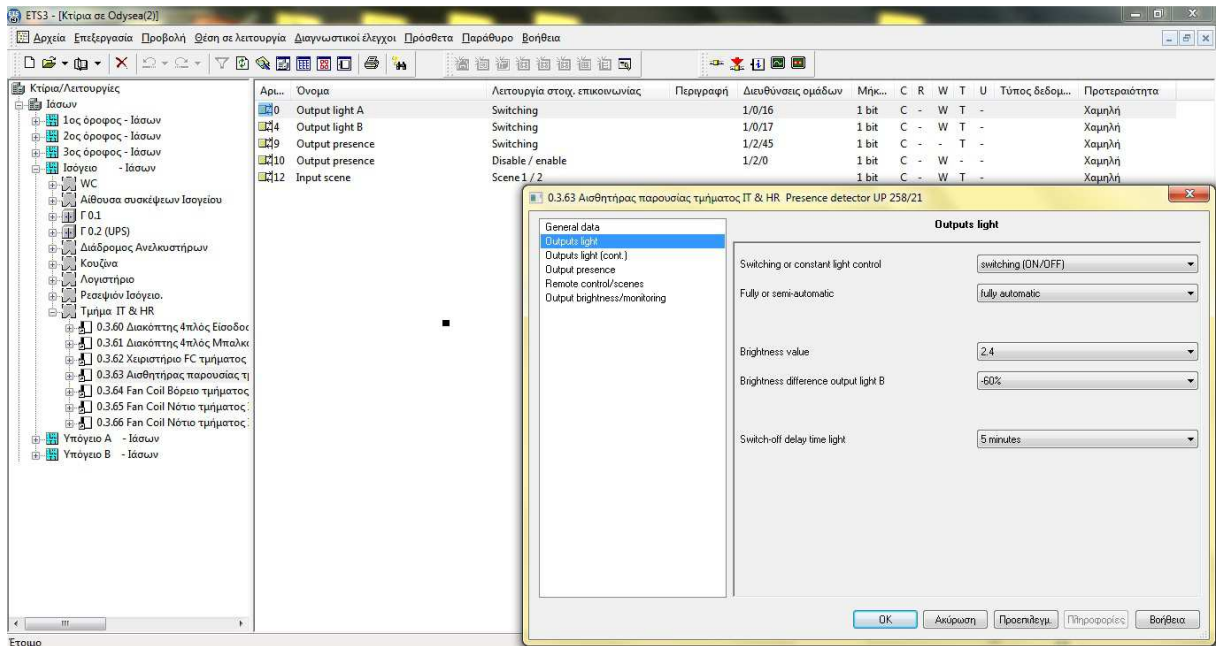 ETS3 - [Κτίρια σε Odysea(2)]
Αρχεία Επεξεργασία Προβολή Θέση σε λειτουργία Διαγνωστικοί έλεγχοι Πρόσθετα Παράθυρο Βοήθεια
Κτίρια/Λειτουργίες
Ιάσων
1ος όροφος - Ιάσων
2ος όροφος - Ιάσων
3ος όροφος - Ιάσων
Ισόγειο - Ιάσων
WC
Αίθουσα συσκέψεων Ισογείου
Γ 0.1
Γ 0.2 (UPS)
Διάδρομος Ανελκυστήρων
Κουζίνα
Λογιστήριο
Ρεσεψιόν Ισόγειο.
Τμήμα IT & HR
0.3.60 Διακόπτης 4πλός Είσοδος
0.3.61 Διακόπτης 4πλός Μπαλκο
0.3.62 Χειριστήριο FC τμήματος
0.3.63 Αισθητήρας παρουσίας τμ
0.3.64 Fan Coil Βόρειο τμήματος
0.3.65 Fan Coil Νότιο τμήματος
0.3.66 Fan Coil Νότιο τμήματος
Υπόγειο Α - Ιάσων
Υπόγειο Β - Ιάσων
Αρι... Όνομα Λειτουργία στοιχ. επικοινωνίας Περιγραφή Διευθύνσεις ομάδων Μήκ... C R W T U Τύπος δεδομ... Προτεραιότητα
0 Output light A Switching 1/0/16 1 bit C - W T - Χαμηλή
4 Output light B Switching 1/0/17 1 bit C - W T - Χαμηλή
9 Output presence Switching 1/2/45 1 bit C - - T - Χαμηλή
10 Output presence Disable / enable 1/2/0 1 bit C - W - - Χαμηλή
12 Input scene Scene 1 / 2 1 bit C - W T - Χαμηλή
0.3.63 Αισθητήρας παρουσίας τμήματος IT & HR Presence detector UP 258/21
General data
Outputs light
Outputs light (cont.)
Output presence
Remote control/scenes
Output brightness/monitoring
Outputs light
Switching or constant light control switching (ON/OFF)
Fully or semi-automatic fully automatic
Brightness value 2.4
Brightness difference output light B -60%
Switch-off delay time light 5 minutes
OK Ακύρωση Προεπιλεγμ. Πληροφορίες Βοήθεια
Έτοιμο